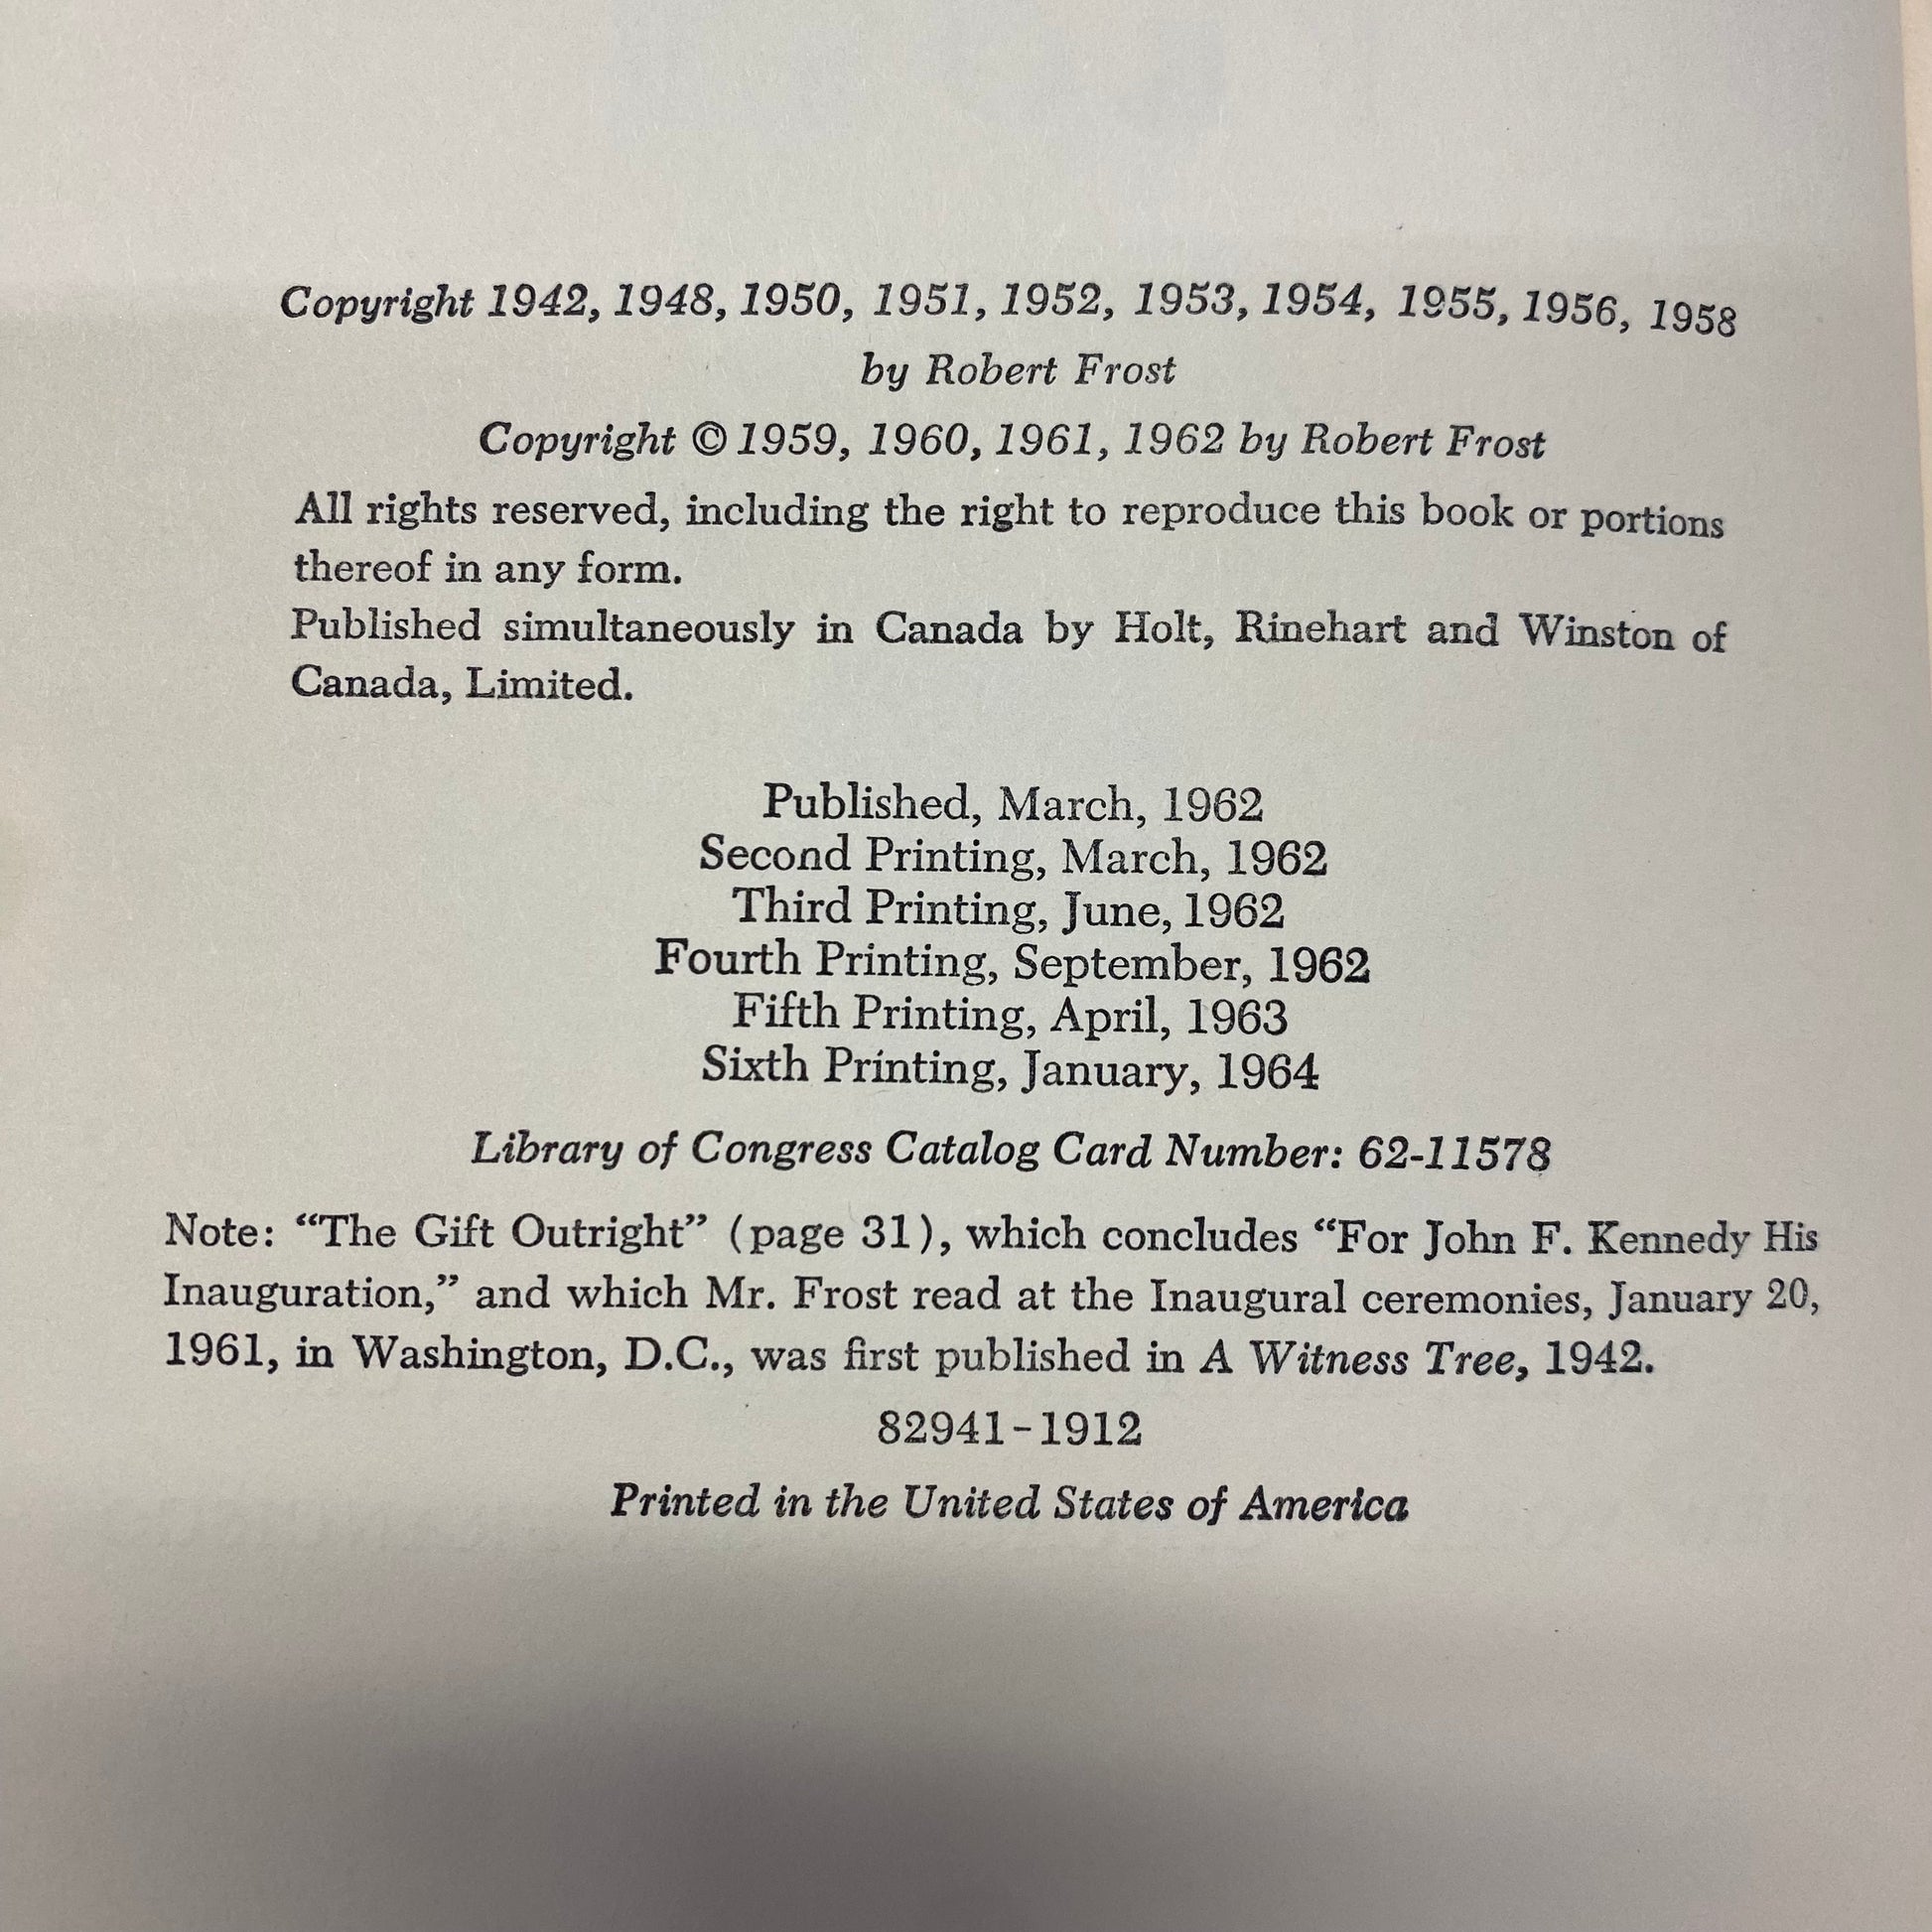 Copyright 1942, 1948, 1950, 1951, 1952, 1953, 1954, 1955, 1956, 1958
by Robert Frost
Copyright © 1959, 1960, 1961, 1962 by Robert Frost
All rights reserved, including the right to reproduce this book or portions
thereof in any form.
Published simultaneously in Canada by Holt, Rinehart and Winston of
Canada, Limited.
Published, March, 1962
Second Printing, March, 1962
Third Printing, June, 1962
Fourth Printing, September, 1962
Fifth Printing, April, 1963
Sixth Printing, January, 1964
Library of Congress Catalog Card Number: 62-11578
Note: “The Gift Outright” (page 31), which concludes “For John F. Kennedy His
Inauguration,” and which Mr. Frost read at the Inaugural ceremonies, January 20,
1961, in Washington, D.C., was first published in A Witness Tree, 1942.
82941-1912
Printed in the United States of America